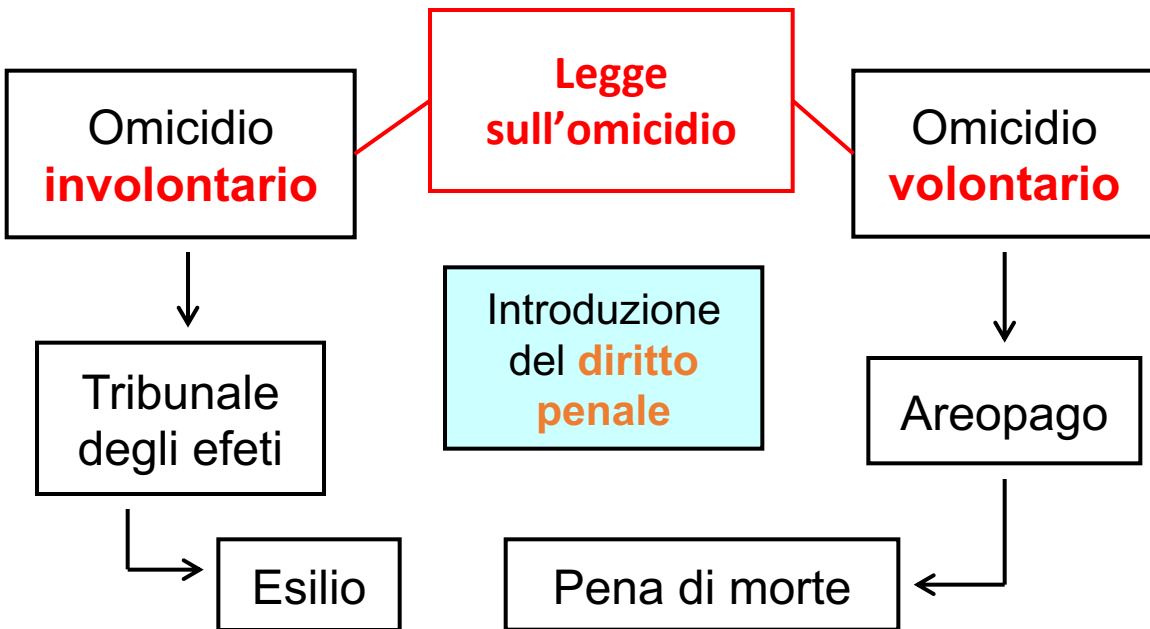 Legge
sull’omicidio
Omicidio
involontario
Omicidio
volontario
Introduzione
del diritto
penale
Tribunale
degli efeti
Areopago
Esilio
Pena di morte